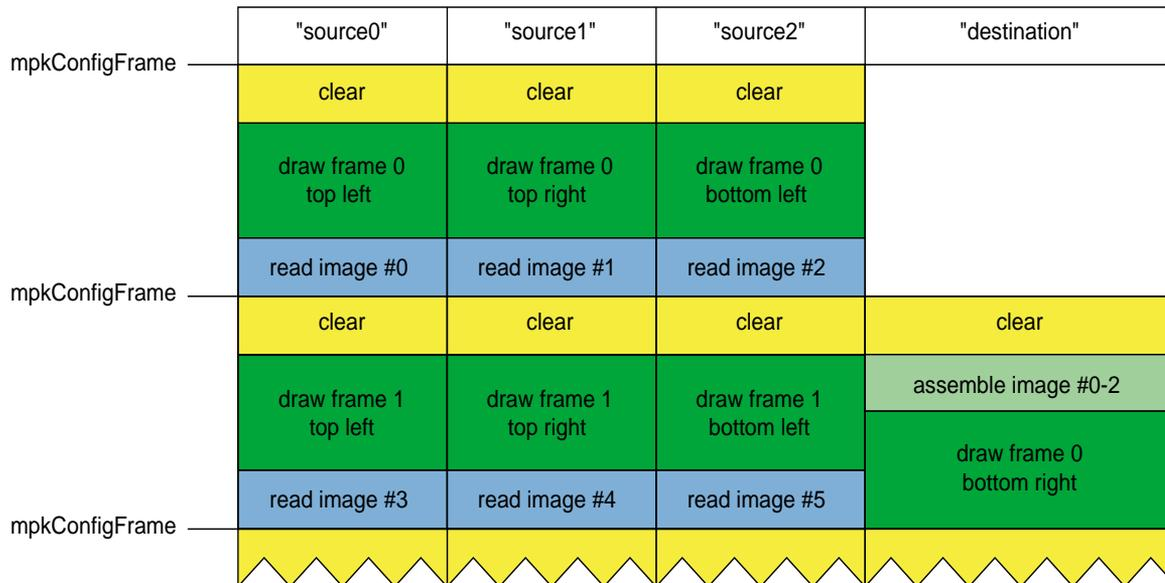 "source0" "source1" "source2" "destination"
mpkConfigFrame
clear clear clear
draw frame 0 draw frame 0 draw frame 0
top left top right bottom left
read image #0 read image #1 read image #2
mpkConfigFrame
clear clear clear clear
assemble image #0-2
draw frame 1 draw frame 1 draw frame 1
top left top right bottom left
draw frame 0
bottom right
read image #3 read image #4 read image #5
mpkConfigFrame